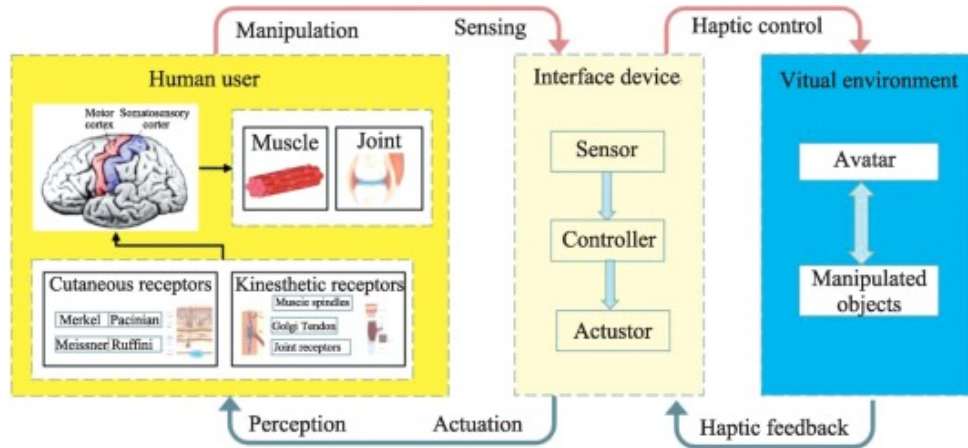 Manipulation
Sensing
Haptic control
Human user
Interface device
Vitual environment
Motor Somatosensory
cortex corter
Muscle
Joint
Sensor
Avatar
Controller
Cutaneous receptors
Kinesthetic receptors
Manipulated
objects
Merkel
Pacinian
Muscie spindles
Golgi Tendon
Meissner
Ruffini
Joint receptors
Actustor
Perception
Actuation
Haptic feedback